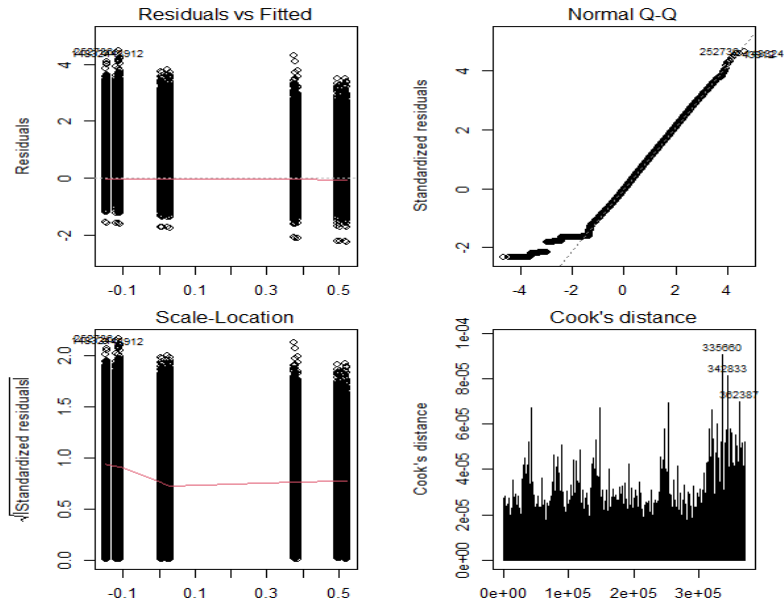 Residuals vs Fitted
Normal Q-Q
Residuals
4
2
0
-2
-0.1
0.1
0.3
0.5
Standardized residuals
4
2
0
-2
-4
-2
0
2
4
Scale-Location
Cook's distance
√|Standardized residuals|
2.0
1.5
1.0
0.5
0.0
-0.1
0.1
0.3
0.5
Cook's distance
1e-04
8e-05
6e-05
4e-05
2e-05
0e+00
335660
342833
362387
0e+00
1e+05
2e+05
3e+05